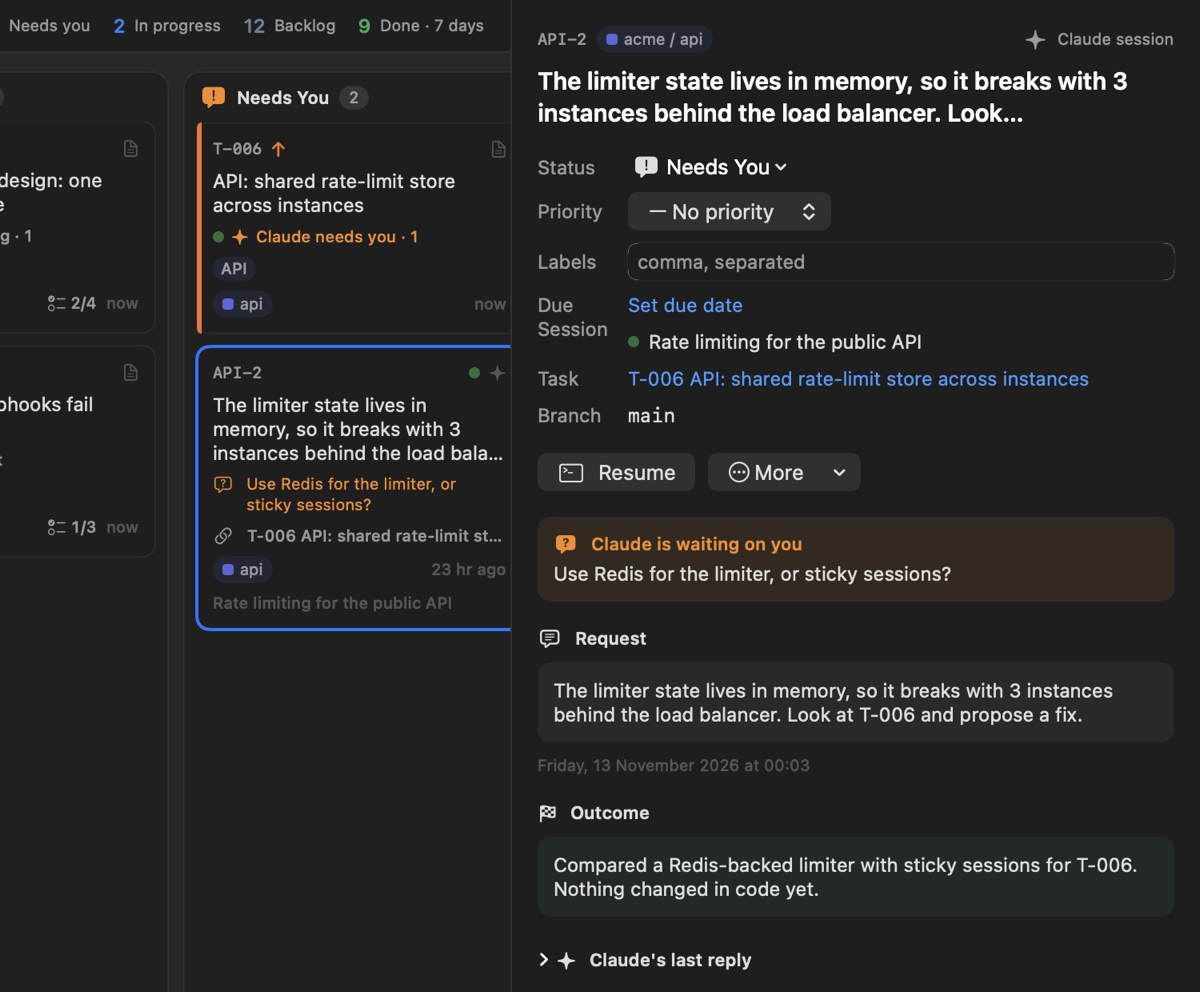 Needs you 2 In progress 12 Backlog 9 Done · 7 days
design: one
e
g · 1
2/4 now
ohooks fail
t
1/3 now
Needs You 2
T-006
API: shared rate-limit store
across instances
Claude needs you · 1
API
api now
API-2
The limiter state lives in
memory, so it breaks with 3
instances behind the load bala...
Use Redis for the limiter, or
sticky sessions?
T-006 API: shared rate-limit st...
api 23 hr ago
Rate limiting for the public API
API-2 acme / api Claude session
The limiter state lives in memory, so it breaks with 3
instances behind the load balancer. Look...
Status Needs You
Priority — No priority
Labels comma, separated
Due Set due date
Session Rate limiting for the public API
Task T-006 API: shared rate-limit store across instances
Branch main
Resume More
Claude is waiting on you
Use Redis for the limiter, or sticky sessions?
Request
The limiter state lives in memory, so it breaks with 3 instances
behind the load balancer. Look at T-006 and propose a fix.
Friday, 13 November 2026 at 00:03
Outcome
Compared a Redis-backed limiter with sticky sessions for T-006.
Nothing changed in code yet.
Claude's last reply